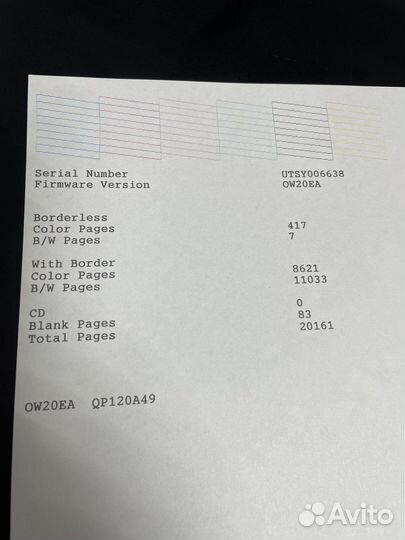 Serial Number UTSY006638
Firmware Version OW20EA
Borderless
Color Pages 417
B/W Pages 7
With Border
Color Pages 8621
B/W Pages 11033
CD 0
Blank Pages 83
Total Pages 20161
OW20EA QP120A49
Avito